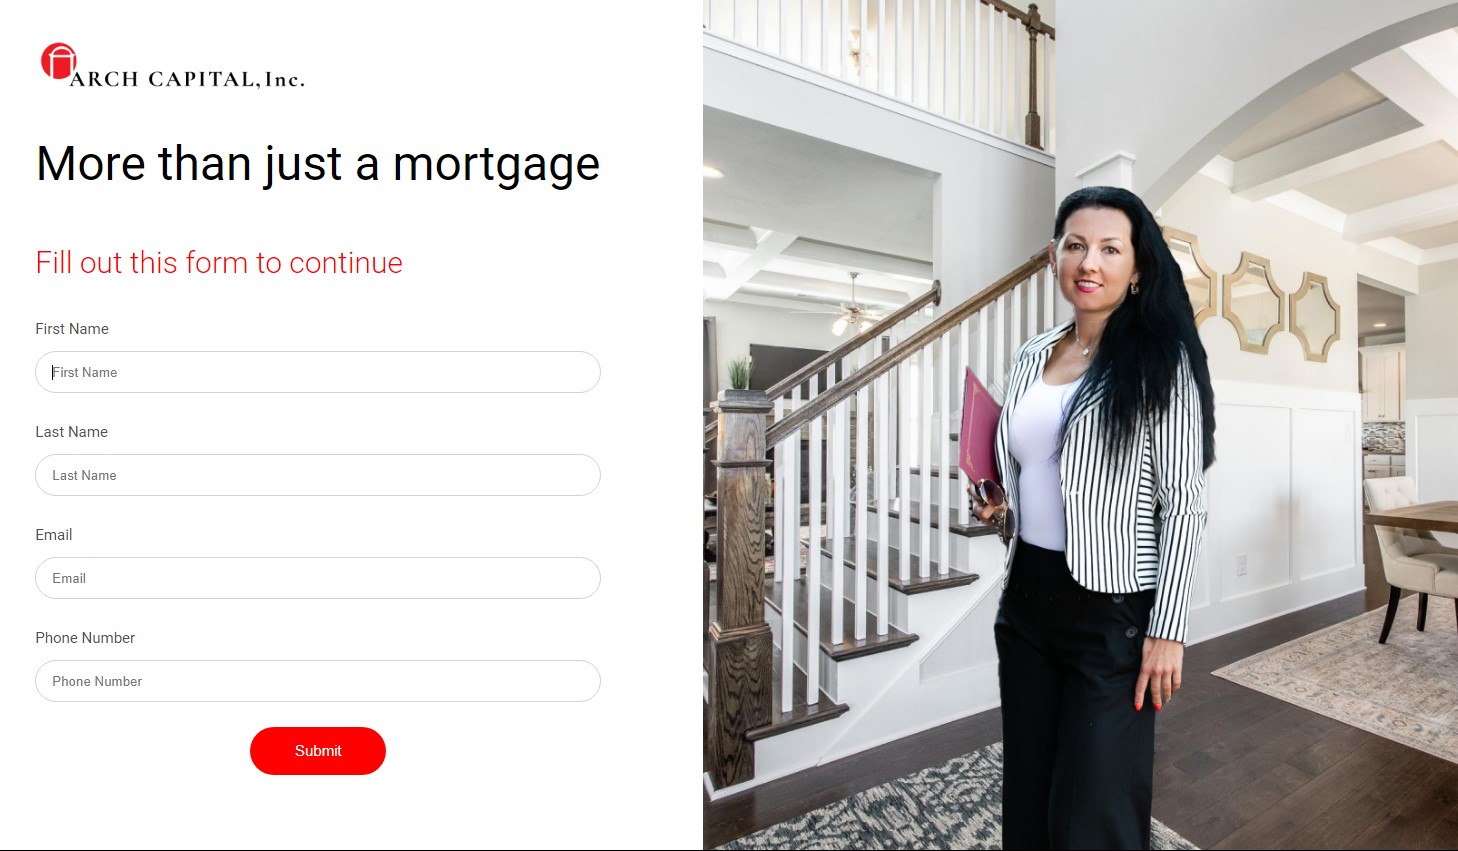 ARCH CAPITAL, Inc.
More than just a mortgage
Fill out this form to continue
First Name
First Name
Last Name
Last Name
Email
Email
Phone Number
Phone Number
Submit